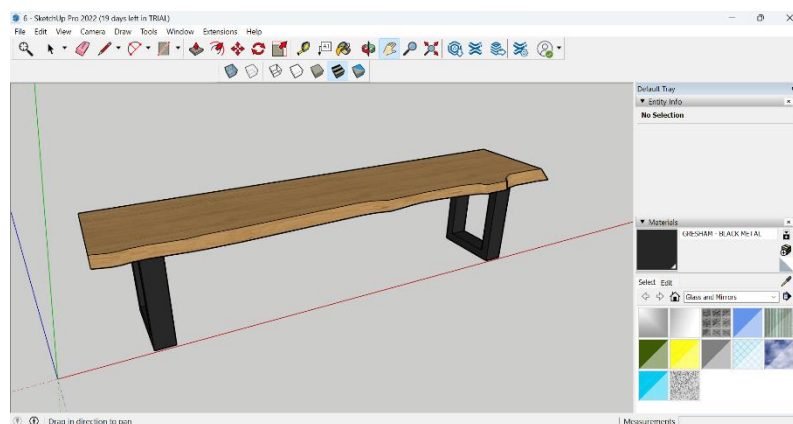 6 - SketchUp Pro 2022 (19 days left in TRIAL)
File Edit View Camera Draw Tools Window Extensions Help
Default Tray
Entity Info
No Selection
Materials
GRESHAM - BLACK METAL
Select Edit
Glass and Mirrors
Drag in direction to pan
Measurements